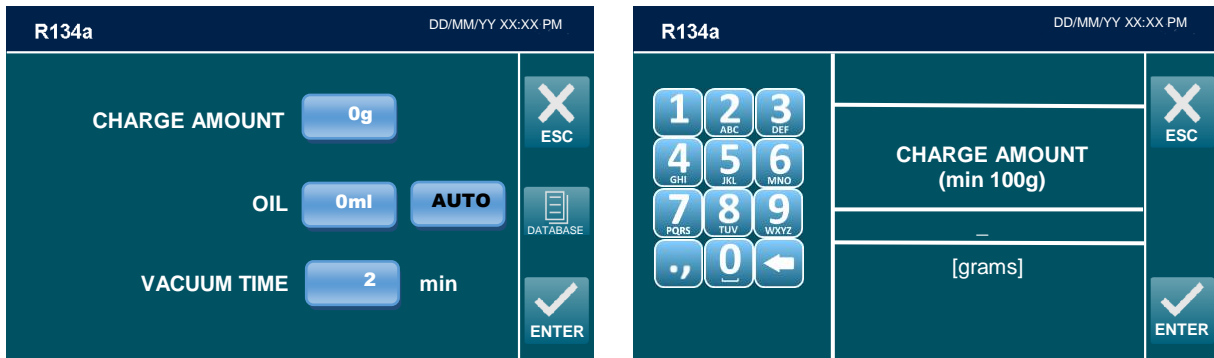 R134a DD/MM/YY XX:XX PM
CHARGE AMOUNT 0g
ESC
OIL 0ml AUTO
DATABASE
VACUUM TIME 2 min
ENTER
R134a DD/MM/YY XX:XX PM
1 2 3
ABC DEF
ESC
4 5 6
GHI JKL MNO
CHARGE AMOUNT
(min 100g)
7 8 9
PQRS TUV WXYZ
_
., 0
[grams]
ENTER